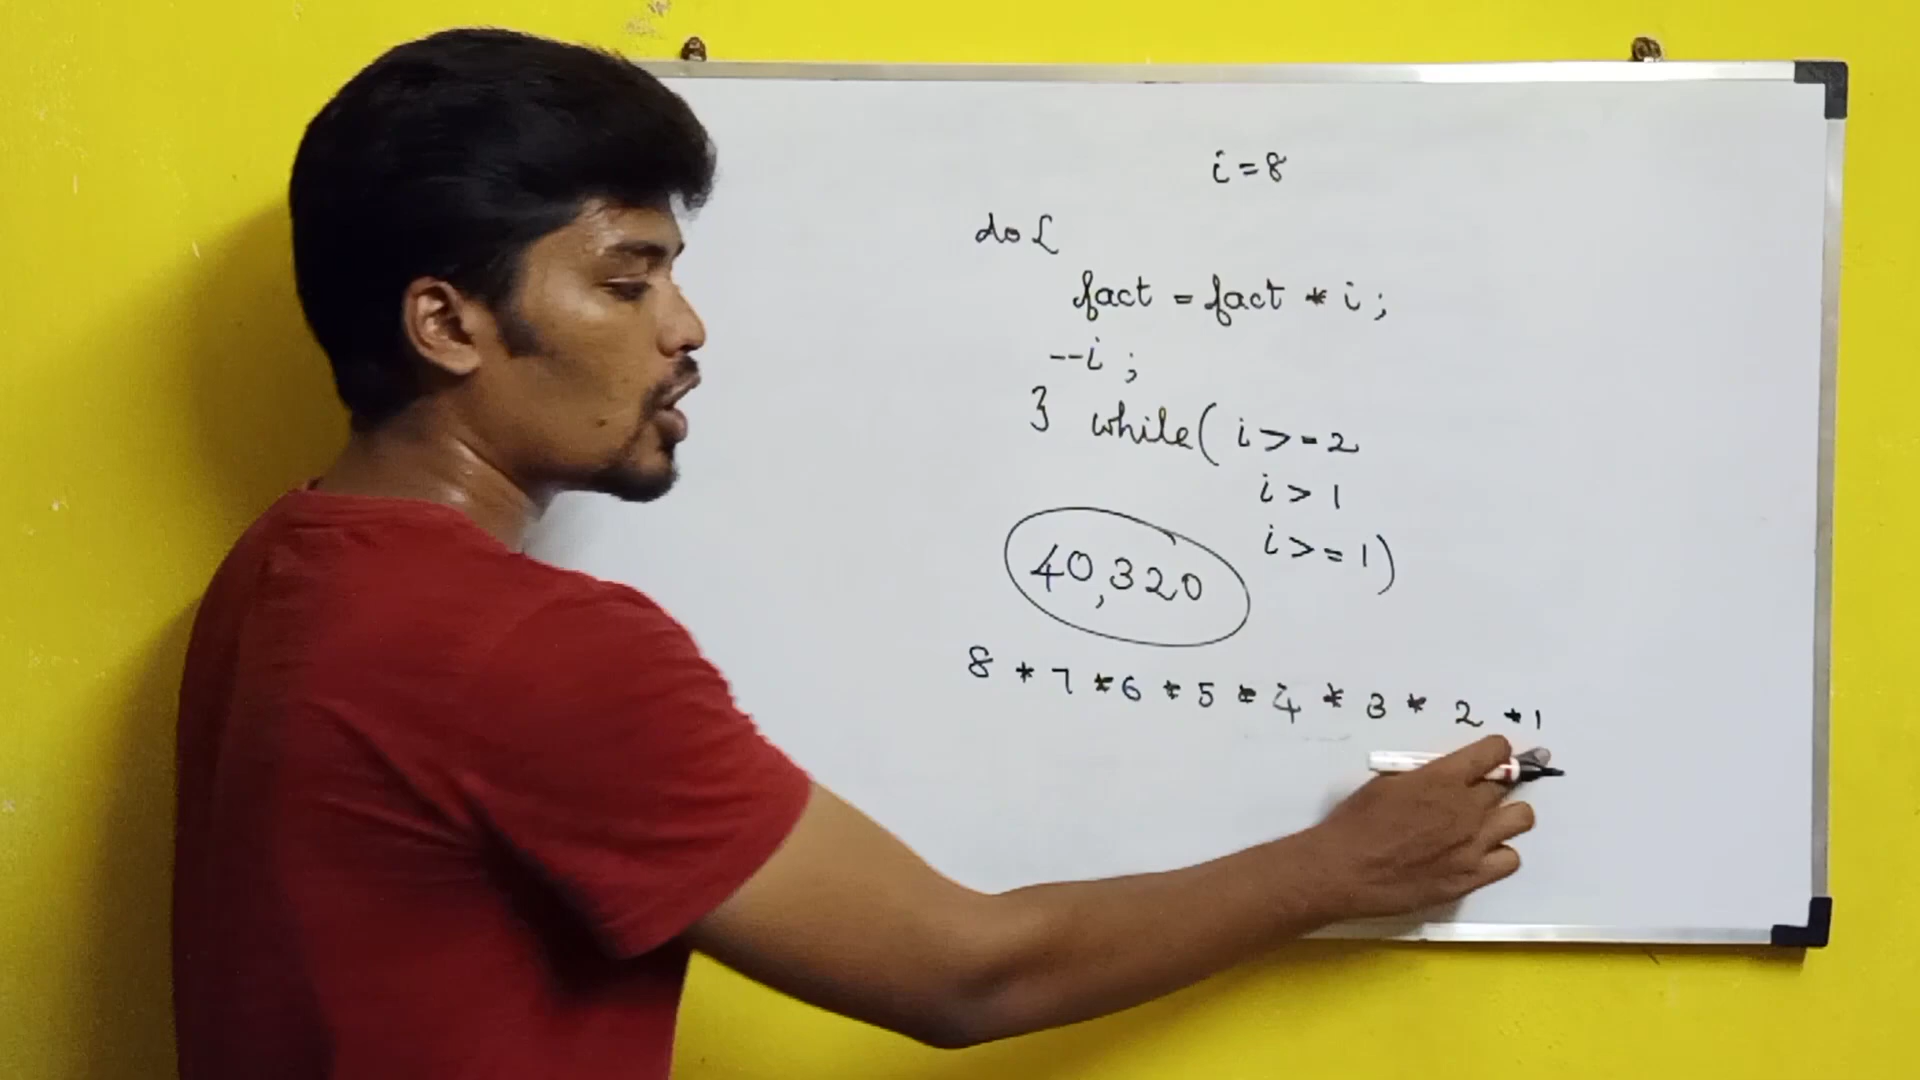 i = 8
do {
fact = fact * i ;
--i ;
} while( i >= 2
i > 1
i >= 1)
40,320
8 * 7 * 6 * 5 * 4 * 3 * 2 * 1